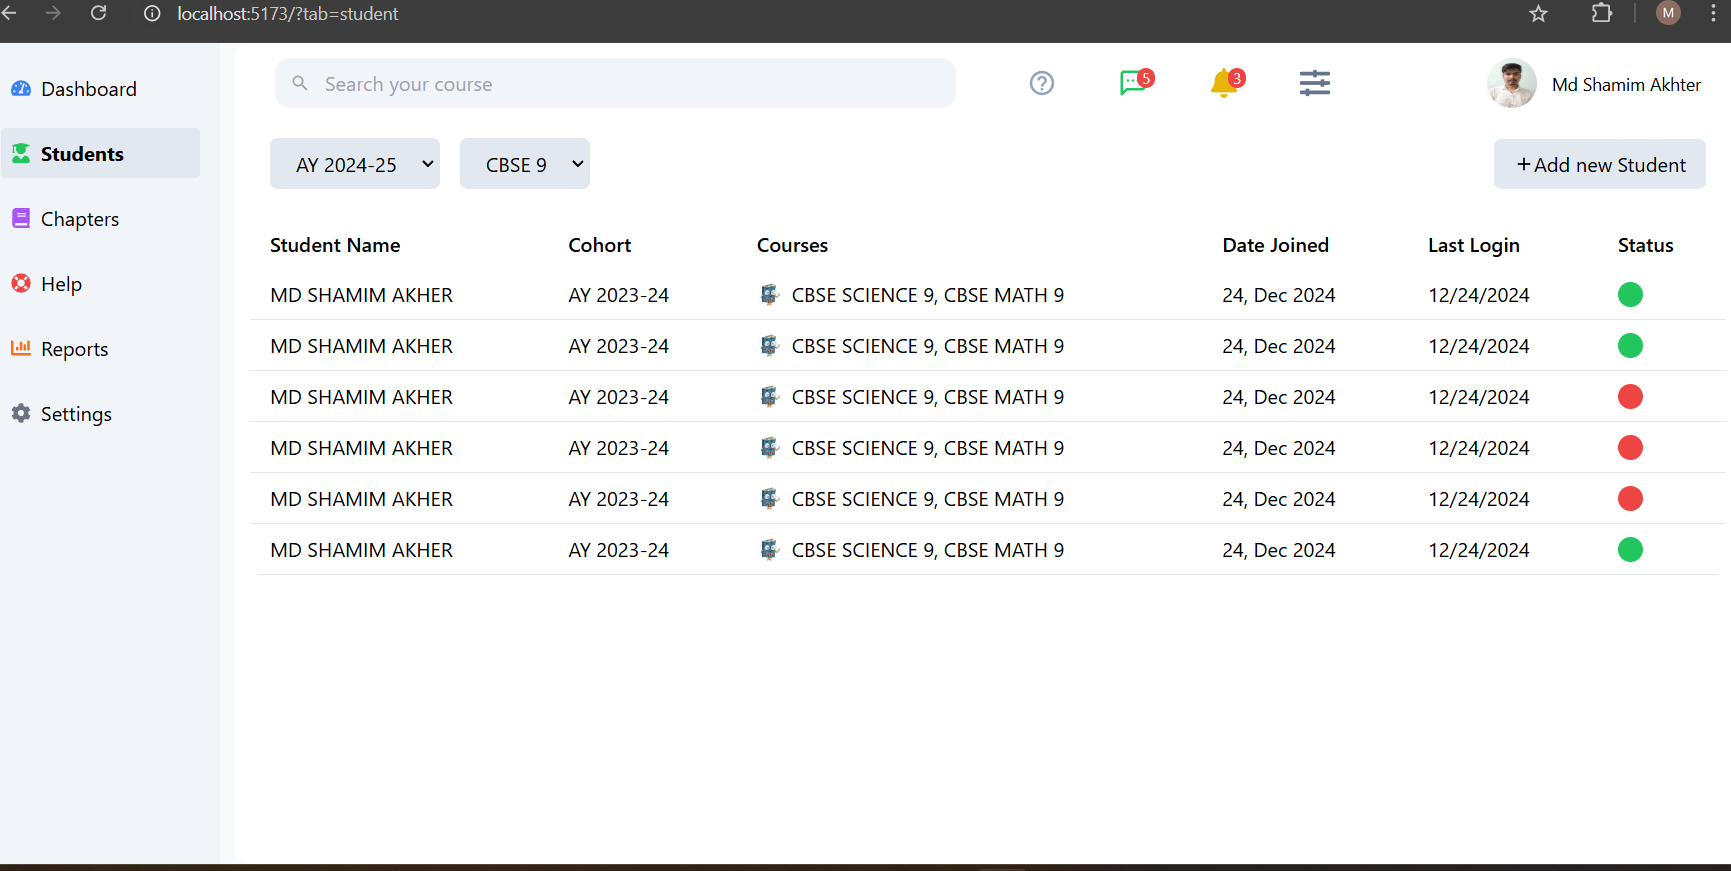 localhost:5173/?tab=student
M
Dashboard
Students
Chapters
Help
Reports
Settings
Search your course
5
3
Md Shamim Akhter
AY 2024-25
CBSE 9
+Add new Student
Student Name Cohort Courses Date Joined Last Login Status
MD SHAMIM AKHER AY 2023-24 CBSE SCIENCE 9, CBSE MATH 9 24, Dec 2024 12/24/2024
MD SHAMIM AKHER AY 2023-24 CBSE SCIENCE 9, CBSE MATH 9 24, Dec 2024 12/24/2024
MD SHAMIM AKHER AY 2023-24 CBSE SCIENCE 9, CBSE MATH 9 24, Dec 2024 12/24/2024
MD SHAMIM AKHER AY 2023-24 CBSE SCIENCE 9, CBSE MATH 9 24, Dec 2024 12/24/2024
MD SHAMIM AKHER AY 2023-24 CBSE SCIENCE 9, CBSE MATH 9 24, Dec 2024 12/24/2024
MD SHAMIM AKHER AY 2023-24 CBSE SCIENCE 9, CBSE MATH 9 24, Dec 2024 12/24/2024